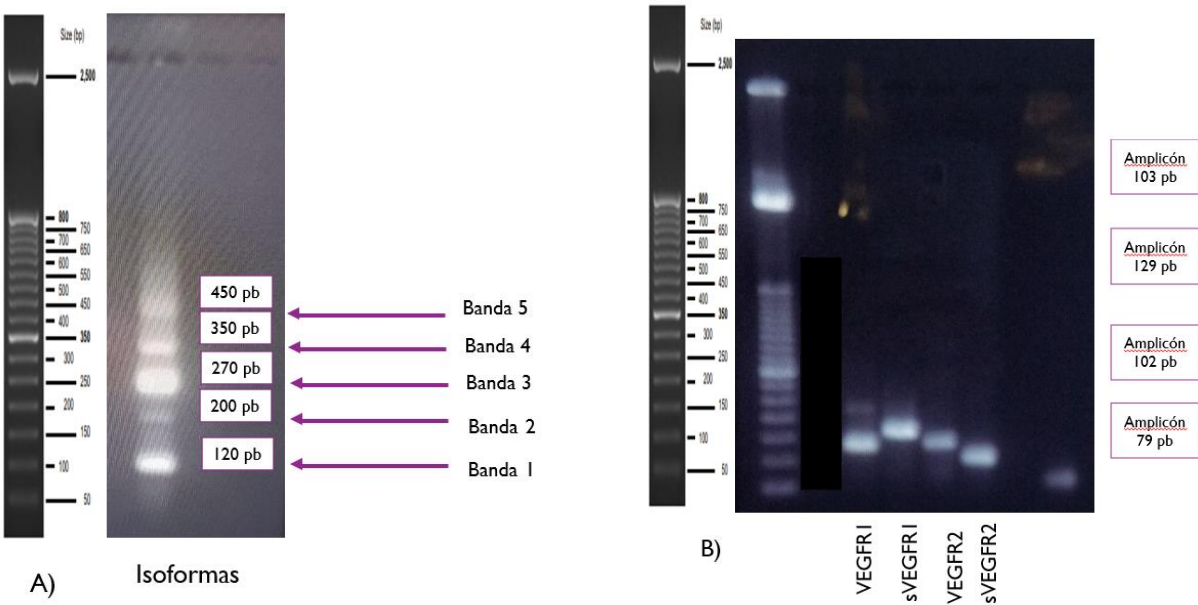 Size (bp)
2,500
800
750
700
650
600
550
500
450
400
350
300
250
200
150
100
50
450 pb
350 pb
270 pb
200 pb
120 pb
Banda 5
Banda 4
Banda 3
Banda 2
Banda 1
A)
Isoformas
Size (bp)
2,500
800
750
700
650
600
550
500
450
400
350
300
250
200
150
100
50
Amplicón
103 pb
Amplicón
129 pb
Amplicón
102 pb
Amplicón
79 pb
B)
VEGFR1
sVEGFR1
VEGFR2
sVEGFR2